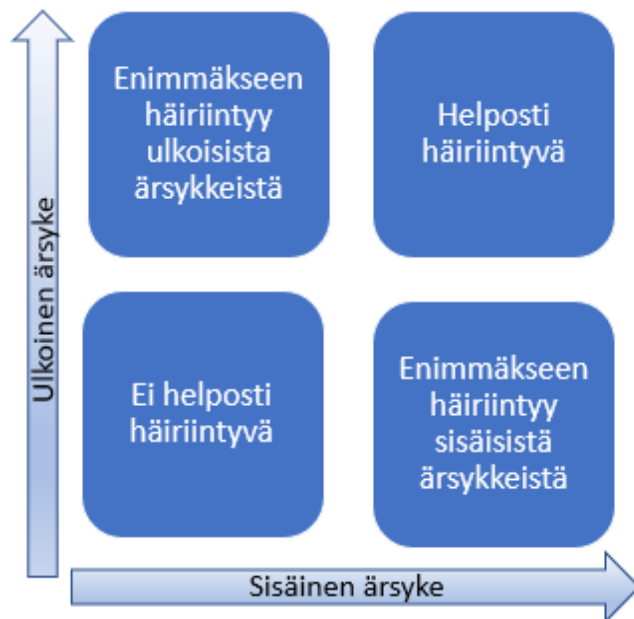 Enimmäkseen
häiriintyy
ulkoisista
ärsykkeistä
Helposti
häiriintyvä
Ulkoinen ärsyke
Ei helposti
häiriintyvä
Enimmäkseen
häiriintyy
sisäisistä
ärsykkeistä
Sisäinen ärsyke